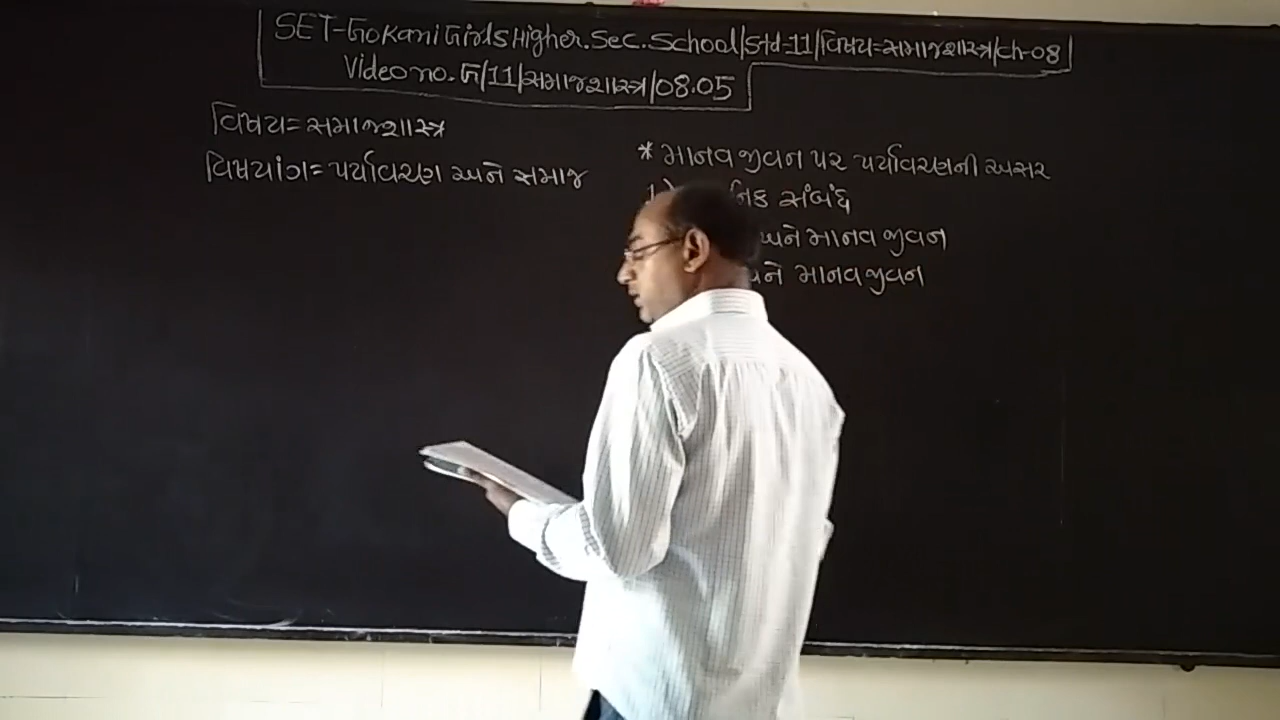 SET-Gokani Girls Higher.Sec.School/Std-11/વિષય=સમાજશાસ્ત્ર/ch-08
Video no. G/11/સમાજશાસ્ત્ર/08.05
વિષય=સમાજશાસ્ત્ર
વિષયાંગ=પર્યાવરણ અને સમાજ
* માનવ જીવન પર પર્યાવરણની અસર
સંબંધ
અને માનવ જીવન
માનવ જીવન